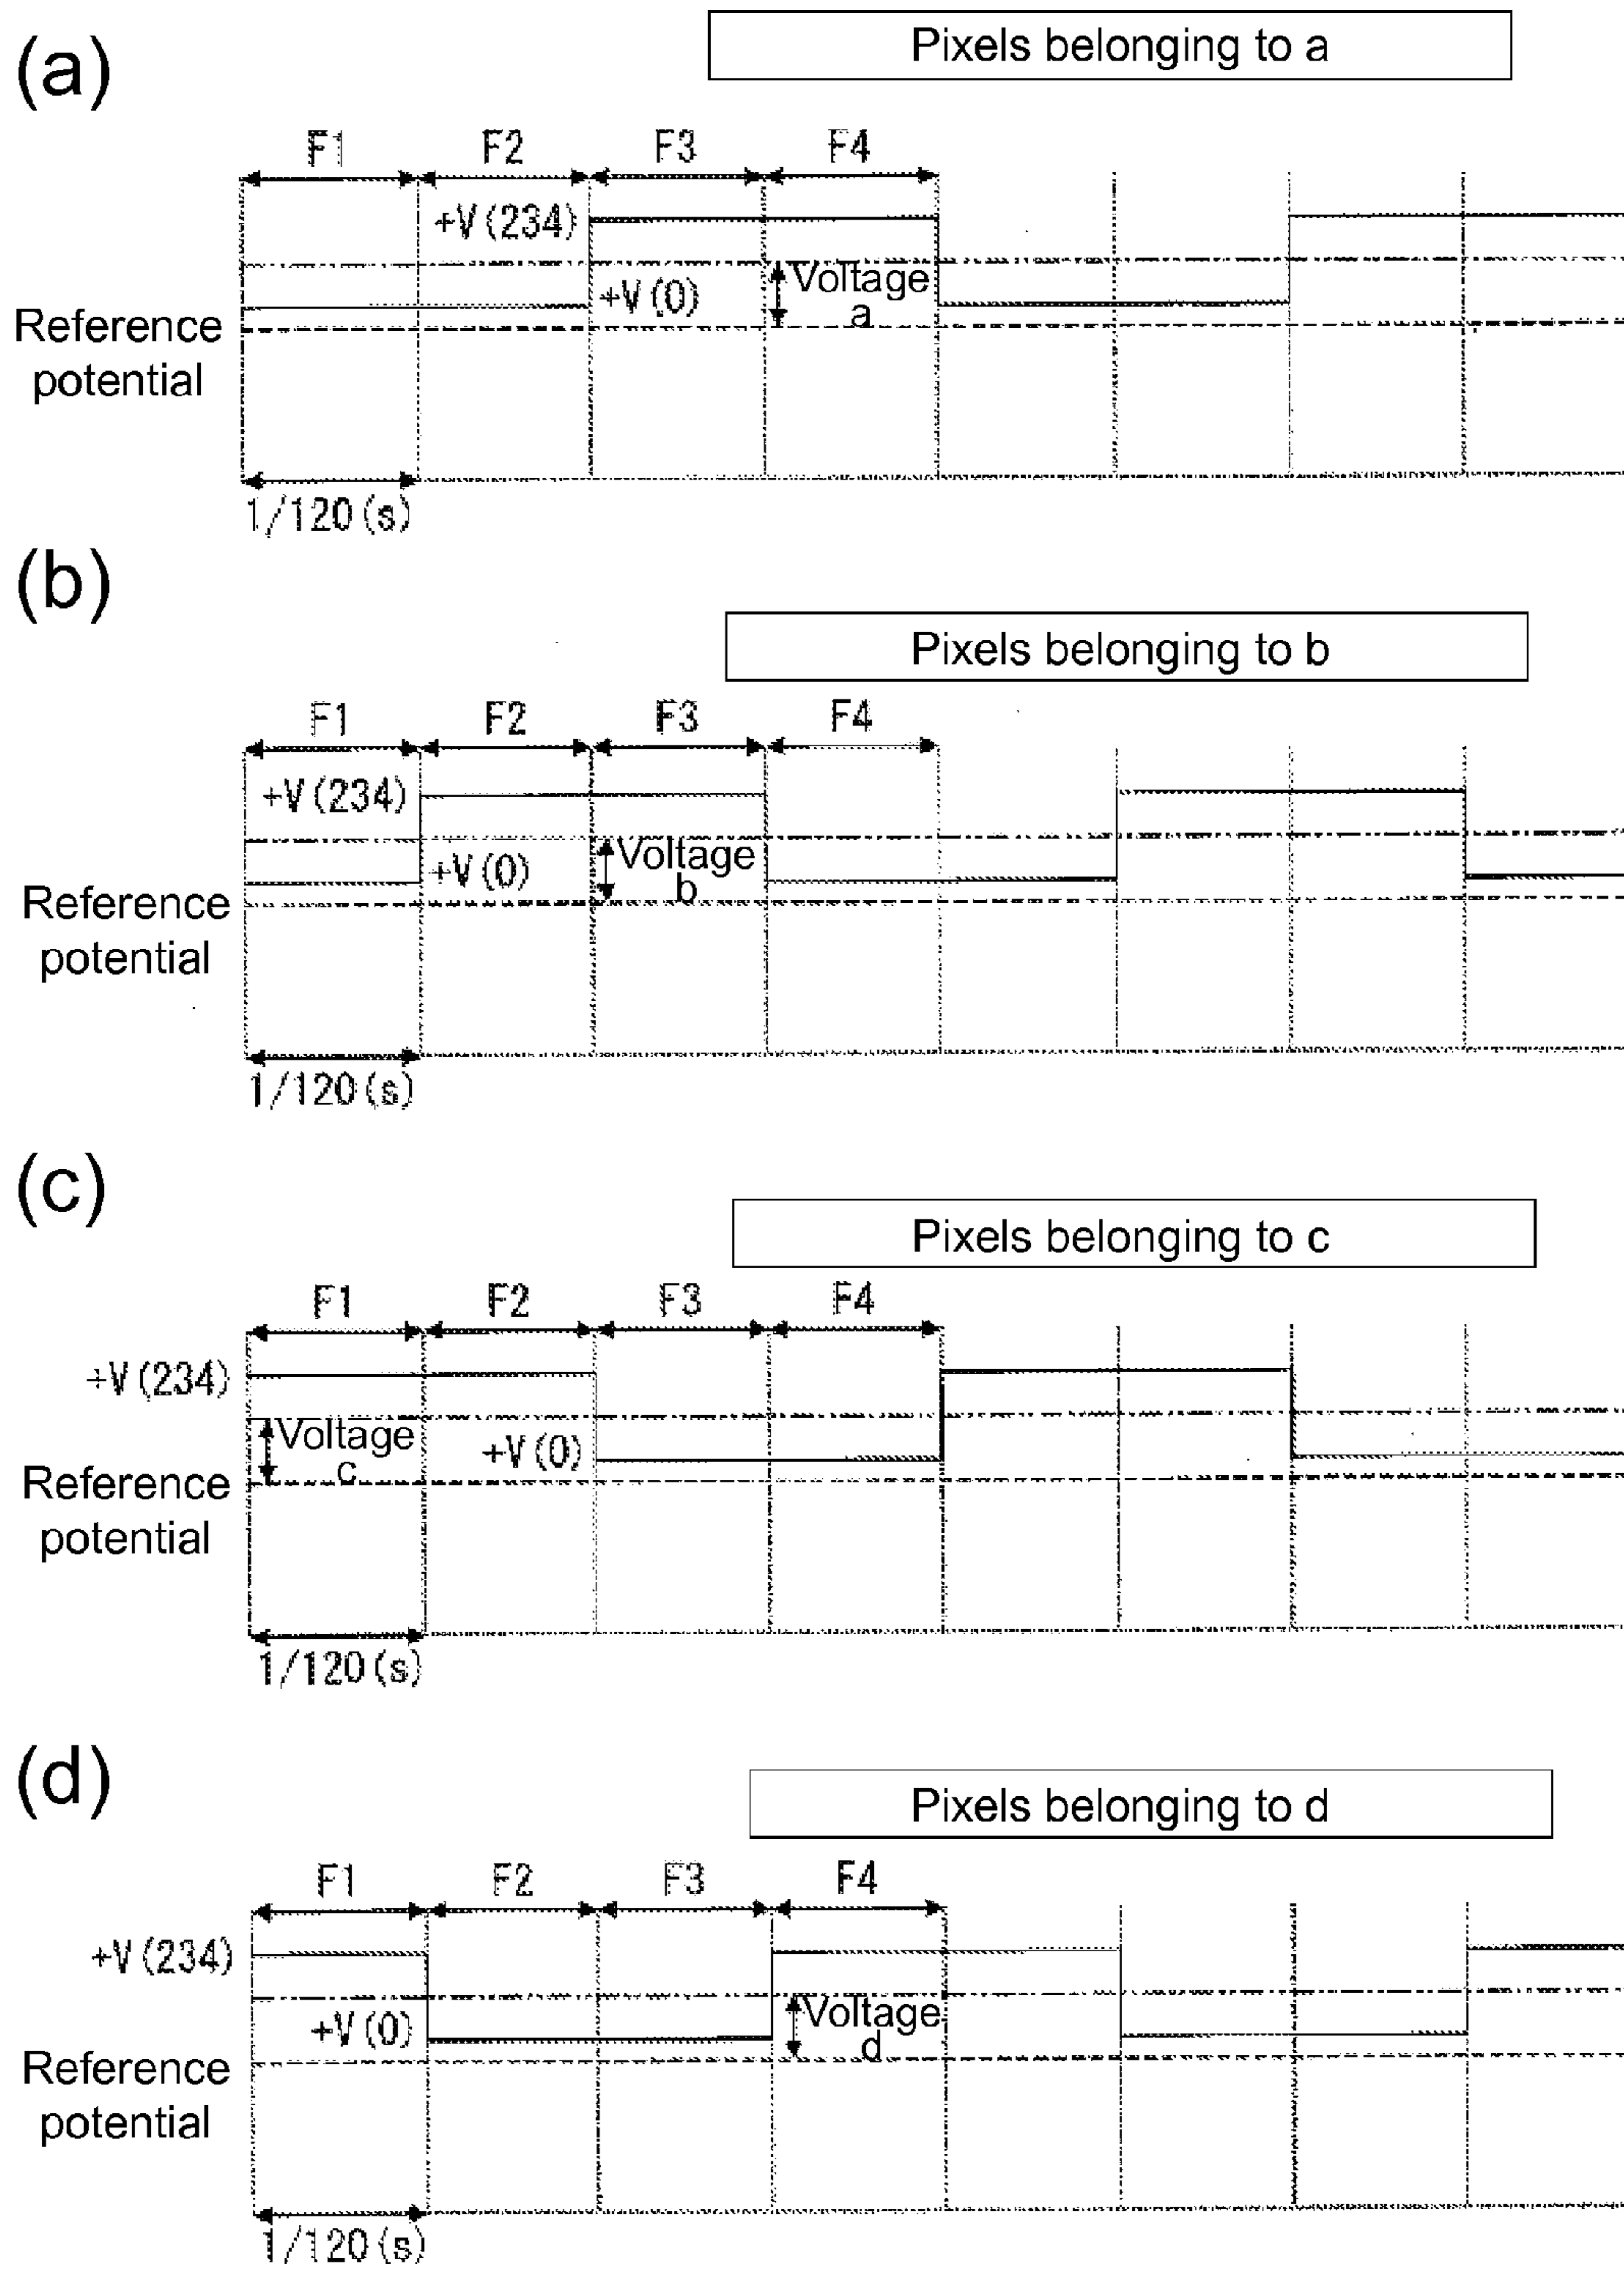 (a)
Pixels belonging to a
F1 F2 F3 F4
+V(234)
+V(0)
Voltage
a
Reference
potential
1/120(s)
(b)
Pixels belonging to b
F1 F2 F3 F4
+V(234)
+V(0)
Voltage
b
Reference
potential
1/120(s)
(c)
Pixels belonging to c
F1 F2 F3 F4
+V(234)
Voltage
c
+V(0)
Reference
potential
1/120(s)
(d)
Pixels belonging to d
F1 F2 F3 F4
+V(234)
+V(0)
Voltage
d
Reference
potential
1/120(s)